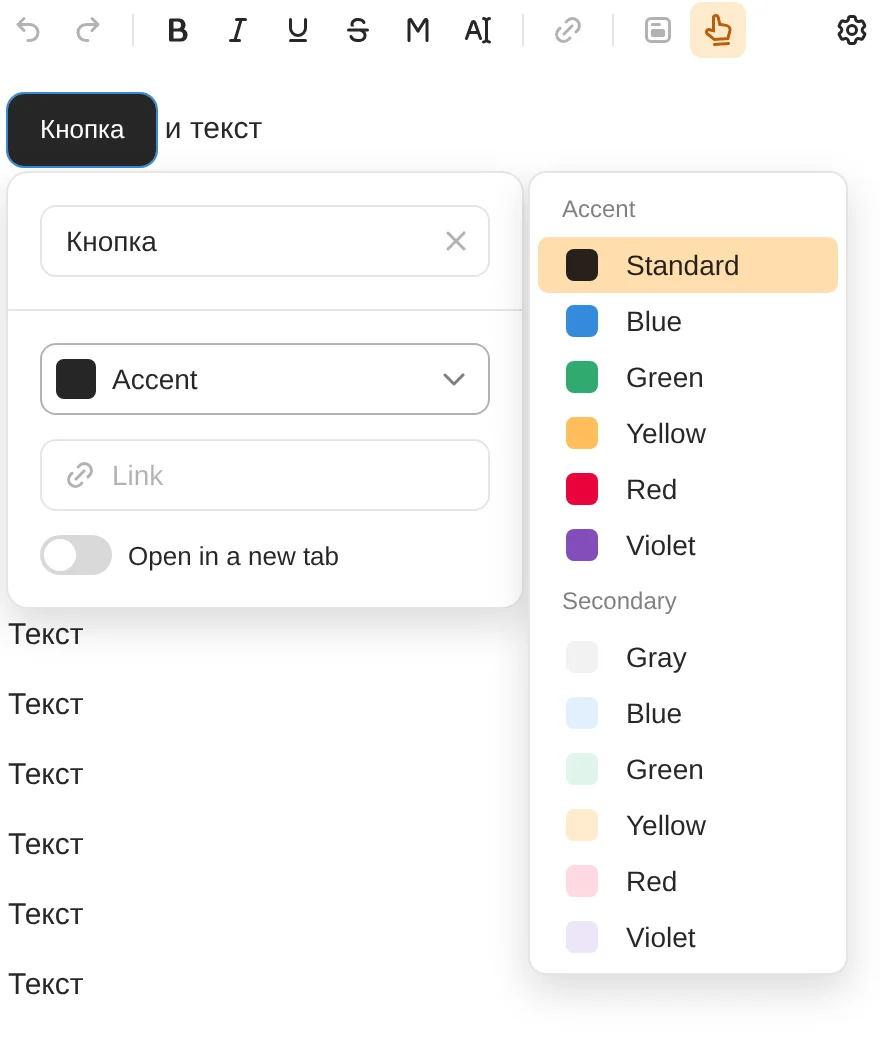 B I U S M AI
Кнопка и текст
Кнопка
Accent
Link
Open in a new tab
Accent
Standard
Blue
Green
Yellow
Red
Violet
Secondary
Gray
Blue
Green
Yellow
Red
Violet
Текст
Текст
Текст
Текст
Текст
Текст